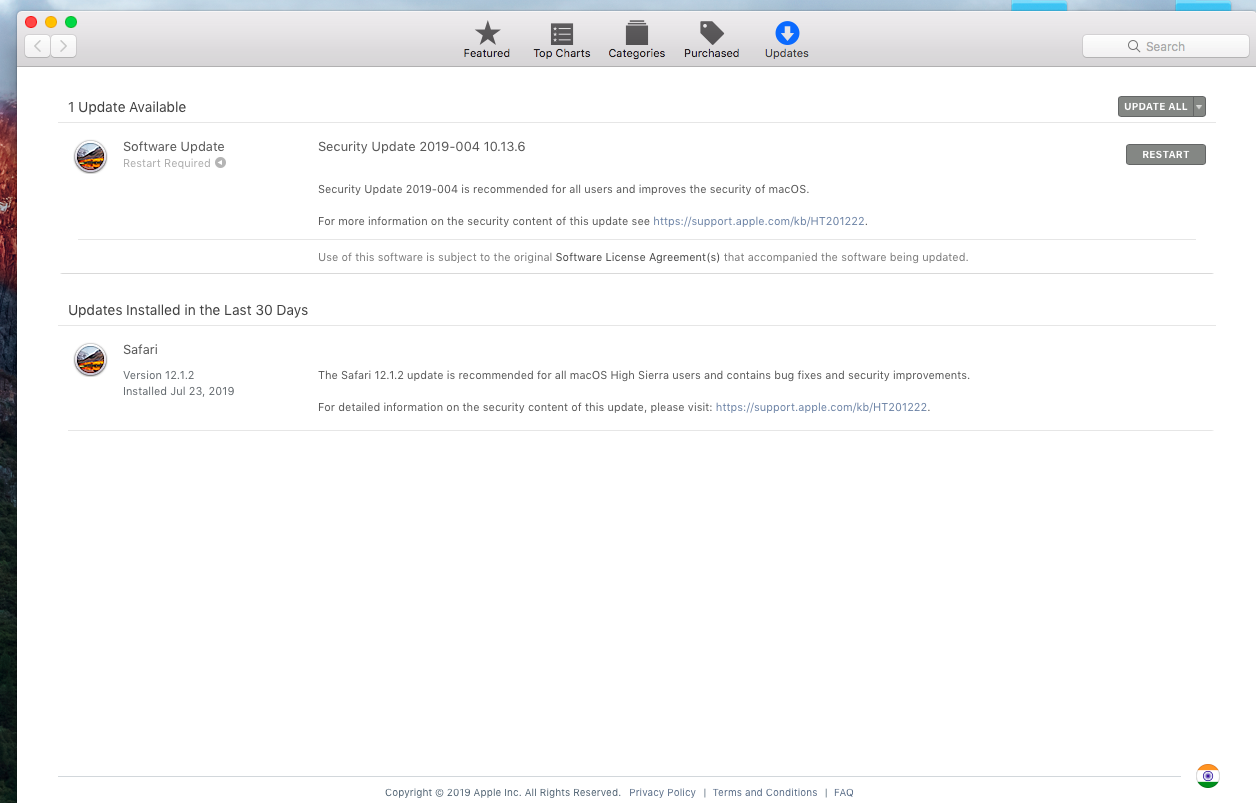 Featured
Top Charts
Categories
Purchased
Updates
Search
1 Update Available
UPDATE ALL
Software Update
Restart Required
Security Update 2019-004 10.13.6
RESTART
Security Update 2019-004 is recommended for all users and improves the security of macOS.
For more information on the security content of this update see https://support.apple.com/kb/HT201222.
Use of this software is subject to the original Software License Agreement(s) that accompanied the software being updated.
Updates Installed in the Last 30 Days
Safari
Version 12.1.2
Installed Jul 23, 2019
The Safari 12.1.2 update is recommended for all macOS High Sierra users and contains bug fixes and security improvements.
For detailed information on the security content of this update, please visit: https://support.apple.com/kb/HT201222.
Copyright © 2019 Apple Inc. All Rights Reserved. Privacy Policy | Terms and Conditions | FAQ